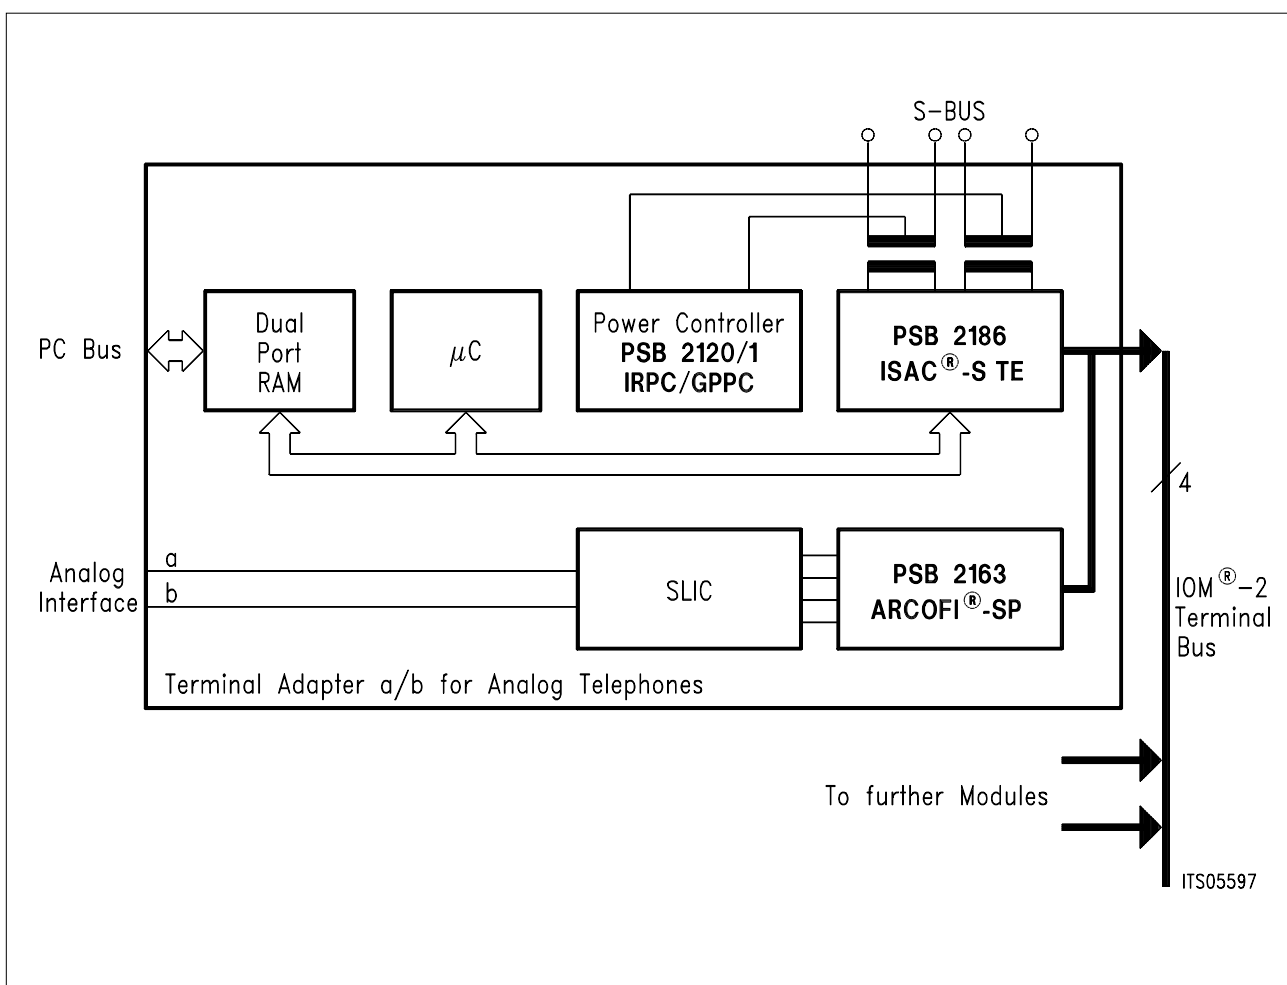 S-BUS
PC Bus
Dual
Port
RAM
μC
Power Controller
PSB 2120/1
IRPC/GPPC
PSB 2186
ISAC®-S TE
4
Analog
Interface
a
b
SLIC
PSB 2163
ARCOFI®-SP
IOM®-2
Terminal
Bus
Terminal Adapter a/b for Analog Telephones
To further Modules
ITS05597